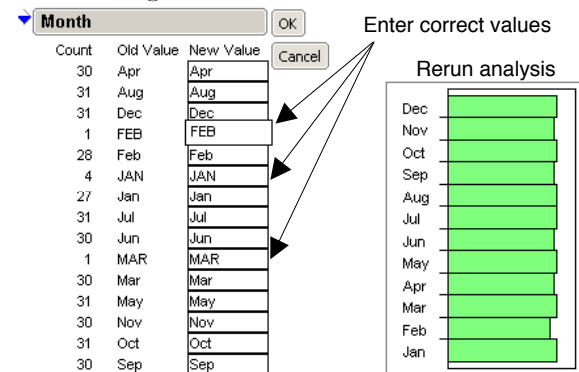 Month OK
Enter correct values
Count Old Value New Value Cancel
30 Apr Apr
31 Aug Aug
31 Dec Dec
1 FEB FEB
28 Feb Feb
4 JAN JAN
27 Jan Jan
31 Jul Jul
30 Jun Jun
1 MAR MAR
30 Mar Mar
31 May May
30 Nov Nov
31 Oct Oct
30 Sep Sep
Rerun analysis
Dec
Nov
Oct
Sep
Aug
Jul
Jun
May
Apr
Mar
Feb
Jan